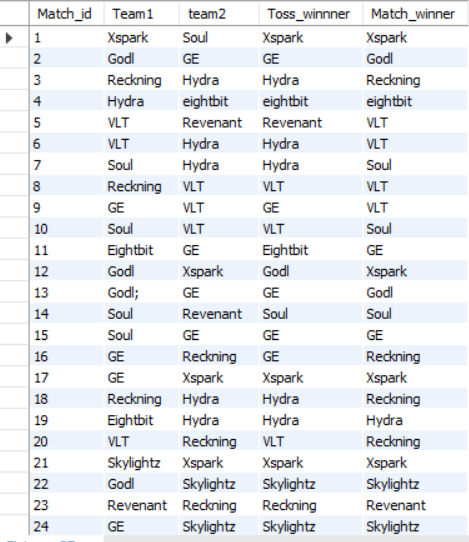 Match_id Team1 team2 Toss_winnner Match_winner
1 Xspark Soul Xspark Xspark
2 Godl GE GE Godl
3 Reckning Hydra Hydra Reckning
4 Hydra eightbit eightbit eightbit
5 VLT Revenant Revenant VLT
6 VLT Hydra Hydra VLT
7 Soul Hydra Hydra Soul
8 Reckning VLT VLT VLT
9 GE VLT GE VLT
10 Soul VLT VLT Soul
11 Eightbit GE Eightbit GE
12 Godl Xspark Godl Xspark
13 Godl; GE GE Godl
14 Soul Revenant Soul Soul
15 Soul GE GE GE
16 GE Reckning GE Reckning
17 GE Xspark Xspark Xspark
18 Reckning Hydra Hydra Reckning
19 Eightbit Hydra Hydra Hydra
20 VLT Reckning VLT Reckning
21 Skylightz Xspark Xspark Xspark
22 Godl Skylightz Skylightz Skylightz
23 Revenant Reckning Reckning Revenant
24 GE Skylightz Skylightz Skylightz